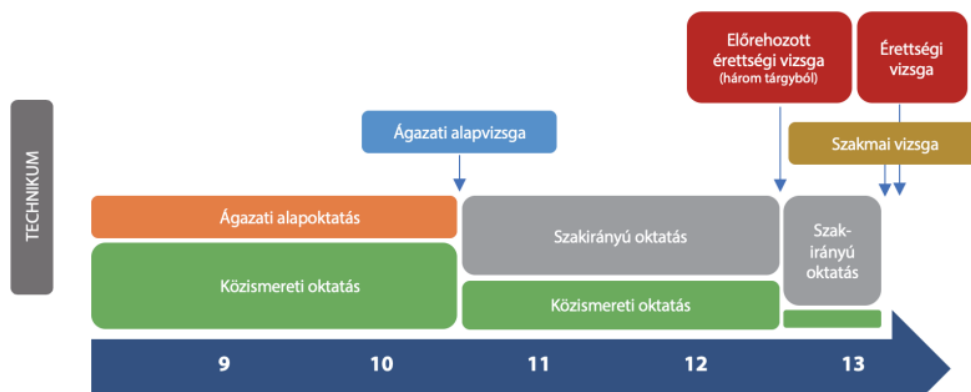 Előrehozott
érettségi vizsga
(három tárgyból)
Érettségi
vizsga
Ágazati alapvizsga
Szakmai vizsga
TECHNIKUM
Ágazati alapoktatás
Szakirányú oktatás
Szak-
irányú
oktatás
Közismereti oktatás
Közismereti oktatás
9 10 11 12 13